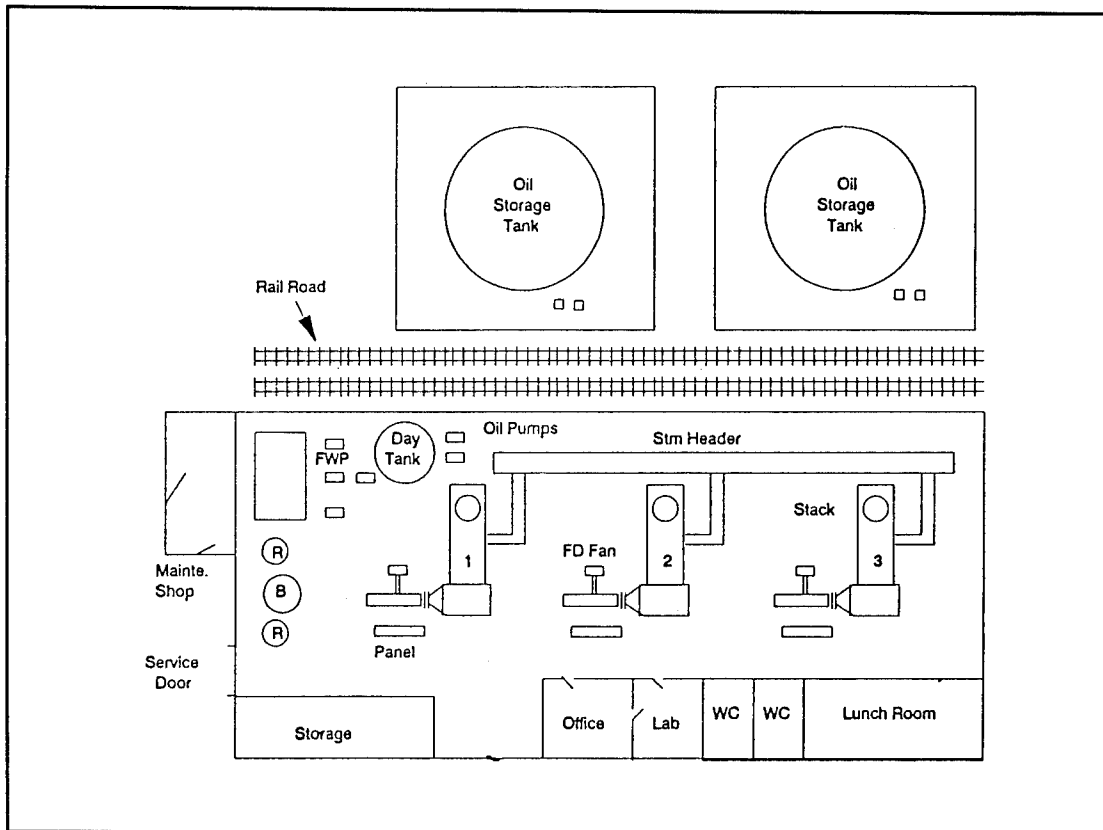 Oil
Storage
Tank
Oil
Storage
Tank
Rail Road
Oil Pumps
Day
Tank
Stm Header
FWP
Stack
R
Mainte.
Shop
B
R
1
FD Fan
2
3
Panel
Service
Door
Storage
Office
Lab
WC
WC
Lunch Room